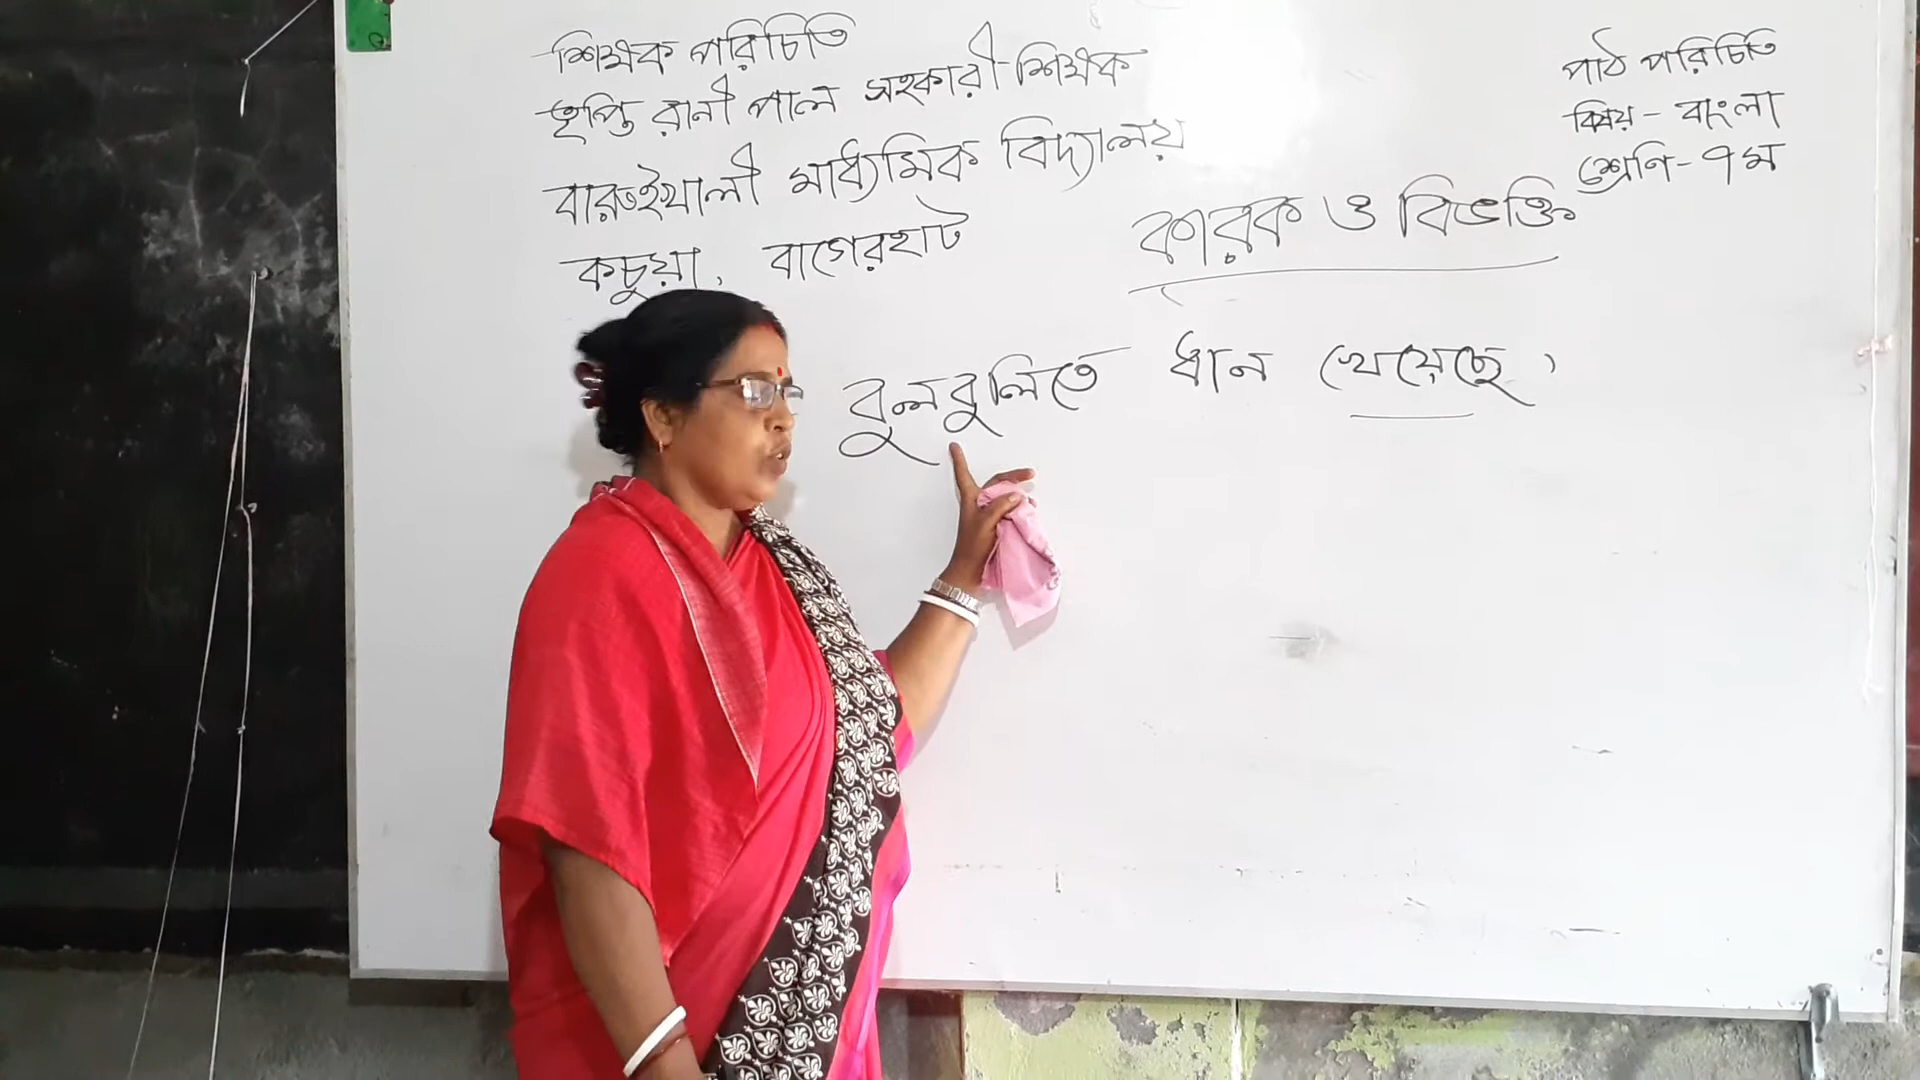 শিক্ষক পরিচিতি
তৃপ্তি রানী পাল সহকারী শিক্ষক
বারুইখালী মাধ্যমিক বিদ্যালয়
কচুয়া, বাগেরহাট
পাঠ পরিচিতি
বিষয় - বাংলা
শ্রেণি - ৭ম
কারক ও বিভক্তি
বুলবুলিতে ধান খেয়েছে,